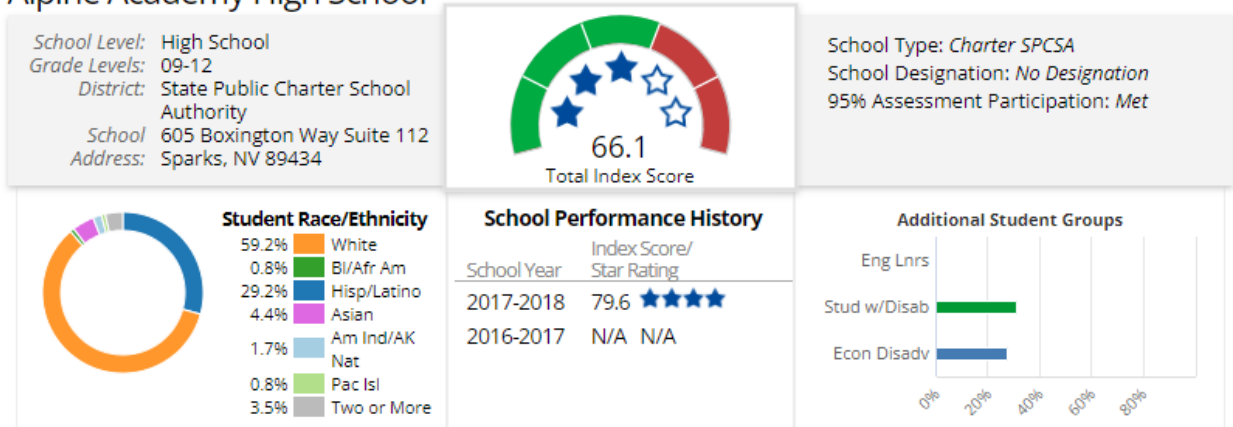 Alpine Academy High School
School Level: High School
Grade Levels: 09-12
District: State Public Charter School
Authority
School 605 Boxington Way Suite 112
Address: Sparks, NV 89434
66.1
Total Index Score
School Type: Charter SPCSA
School Designation: No Designation
95% Assessment Participation: Met
Student Race/Ethnicity
59.2% White
0.8% Bl/Afr Am
29.2% Hisp/Latino
4.4% Asian
1.7% Am Ind/AK
Nat
0.8% Pac Isl
3.5% Two or More
School Performance History
Index Score/
School Year Star Rating
2017-2018 79.6
2016-2017 N/A N/A
Additional Student Groups
Eng Lnrs
Stud w/Disab
Econ Disadv
0% 20% 40% 60% 80%